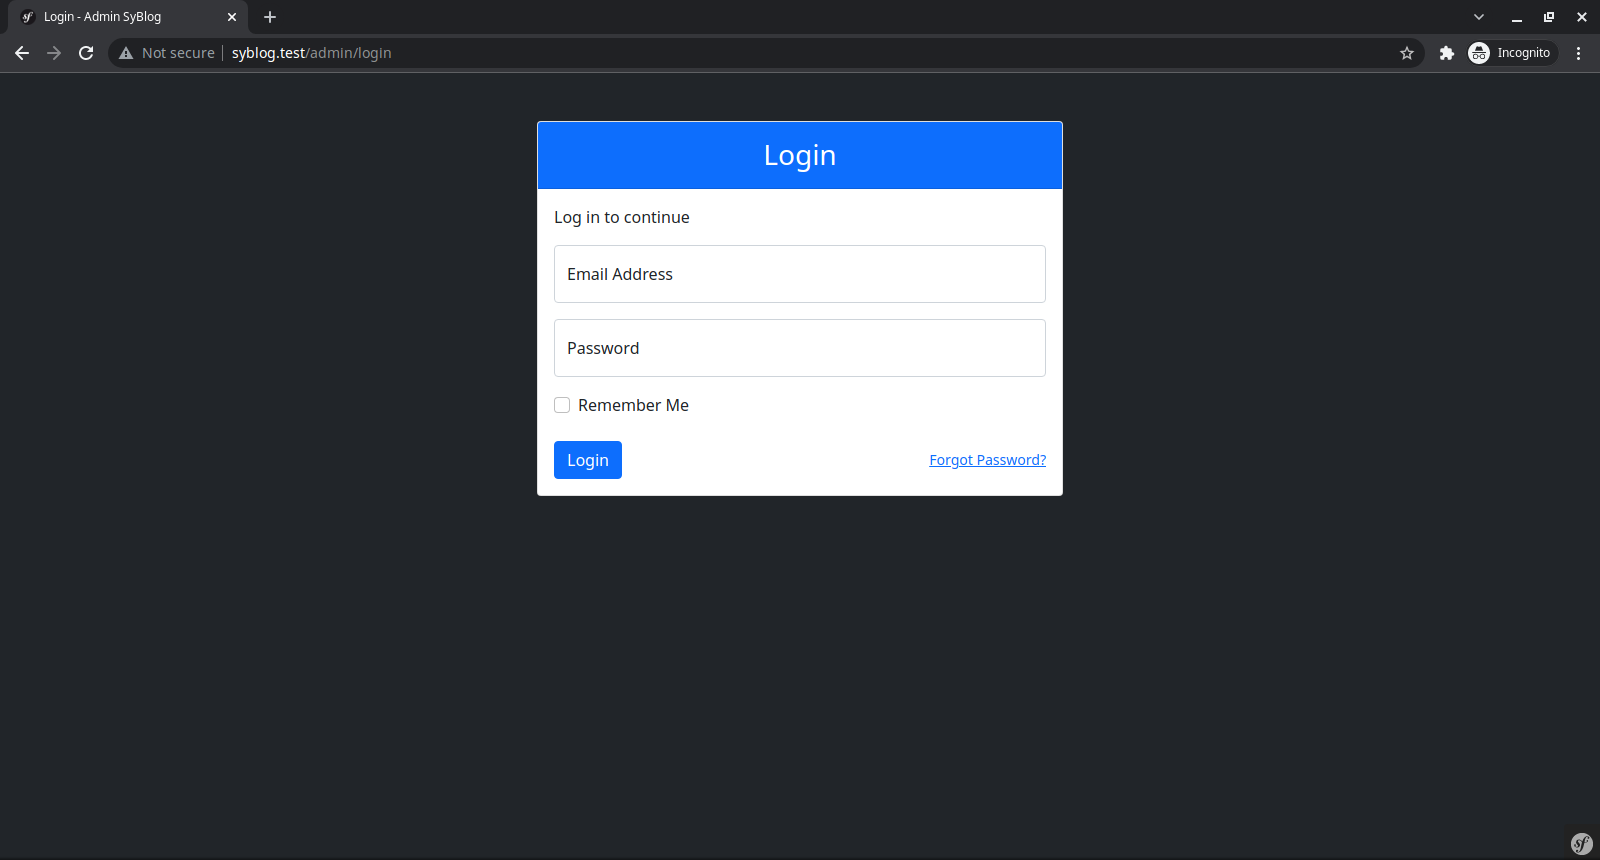 Login - Admin SyBlog
Not secure | syblog.test/admin/login
Incognito
Login
Log in to continue
Email Address
Password
Remember Me
Login
Forgot Password?